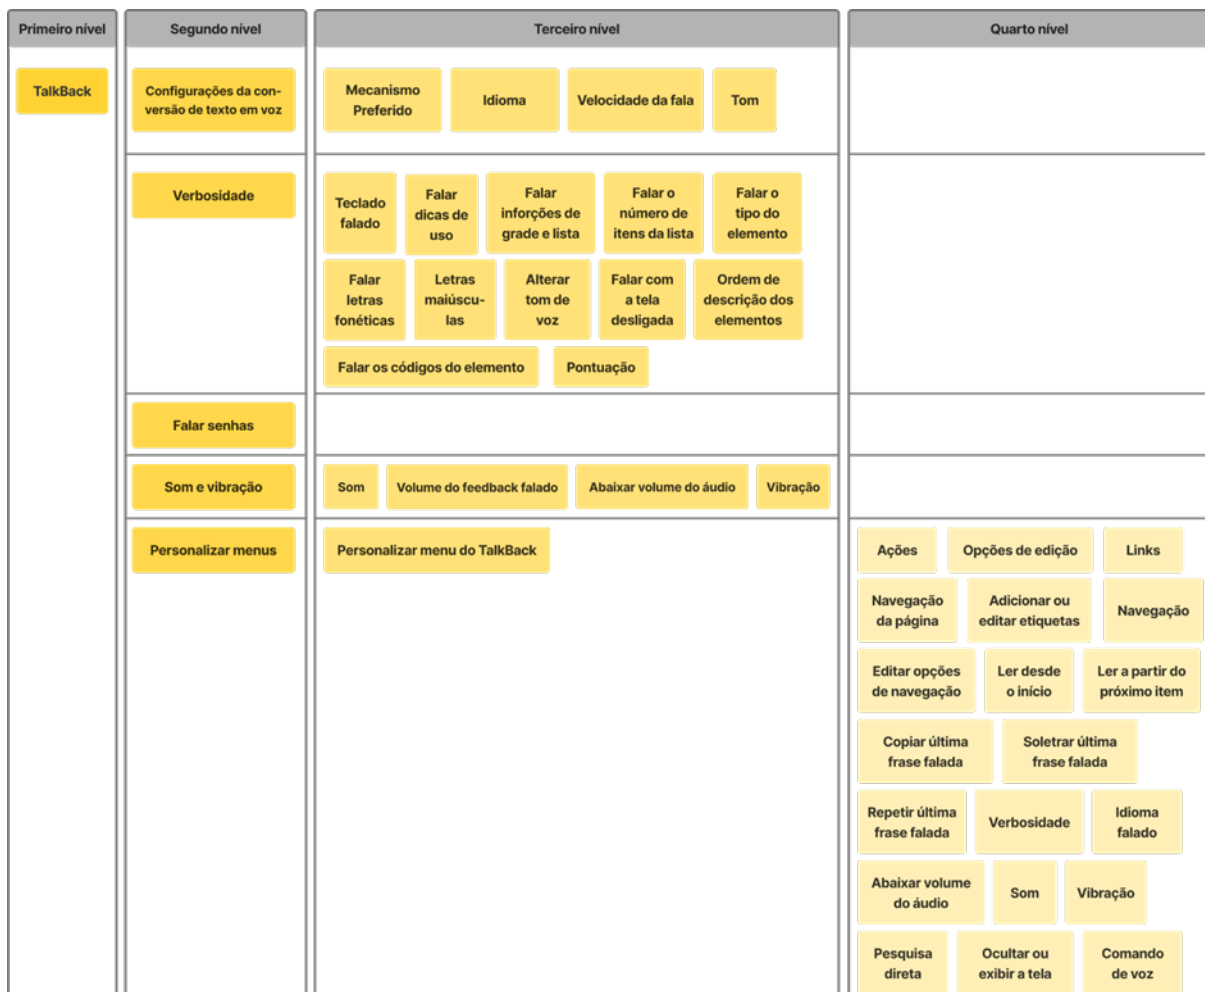 Primeiro nível
Segundo nível
Terceiro nível
Quarto nível
TalkBack
Configurações da con-
versão de texto em voz
Mecanismo
Preferido
Idioma
Velocidade da fala
Tom
Verbosidade
Teclado
falado
Falar
dicas de
uso
Falar
inforções de
grade e lista
Falar o
número de
itens da lista
Falar o
tipo do
elemento
Falar
letras
fonéticas
Letras
maiúscu-
las
Alterar
tom de
voz
Falar com
a tela
desligada
Ordem de
descrição dos
elementos
Falar os códigos do elemento
Pontuação
Falar senhas
Som e vibração
Som
Volume do feedback falado
Abaixar volume do áudio
Vibração
Personalizar menus
Personalizar menu do TalkBack
Ações
Opções de edição
Links
Navegação
da página
Adicionar ou
editar etiquetas
Navegação
Editar opções
de navegação
Ler desde
o início
Ler a partir do
próximo item
Copiar última
frase falada
Soletrar última
frase falada
Repetir última
frase falada
Verbosidade
Idioma
falado
Abaixar volume
do áudio
Som
Vibração
Pesquisa
direta
Ocultar ou
exibir a tela
Comando
de voz